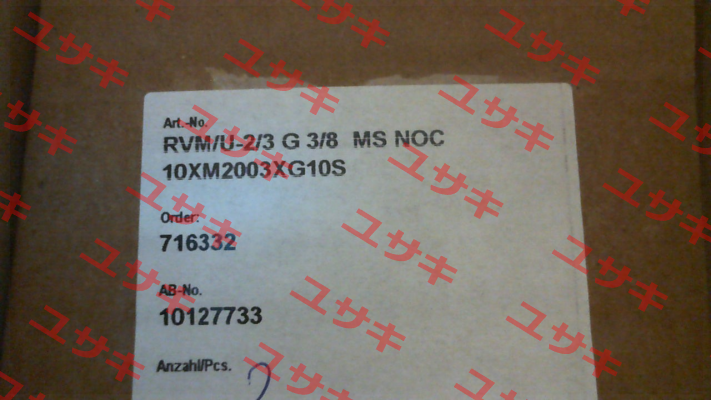 Art.-No.
RVM/U-2/3 G 3/8 MS NOC
10XM2003XG10S
Order:
716332
AB-No.
10127733
Anzahl/Pcs.
ユサキ